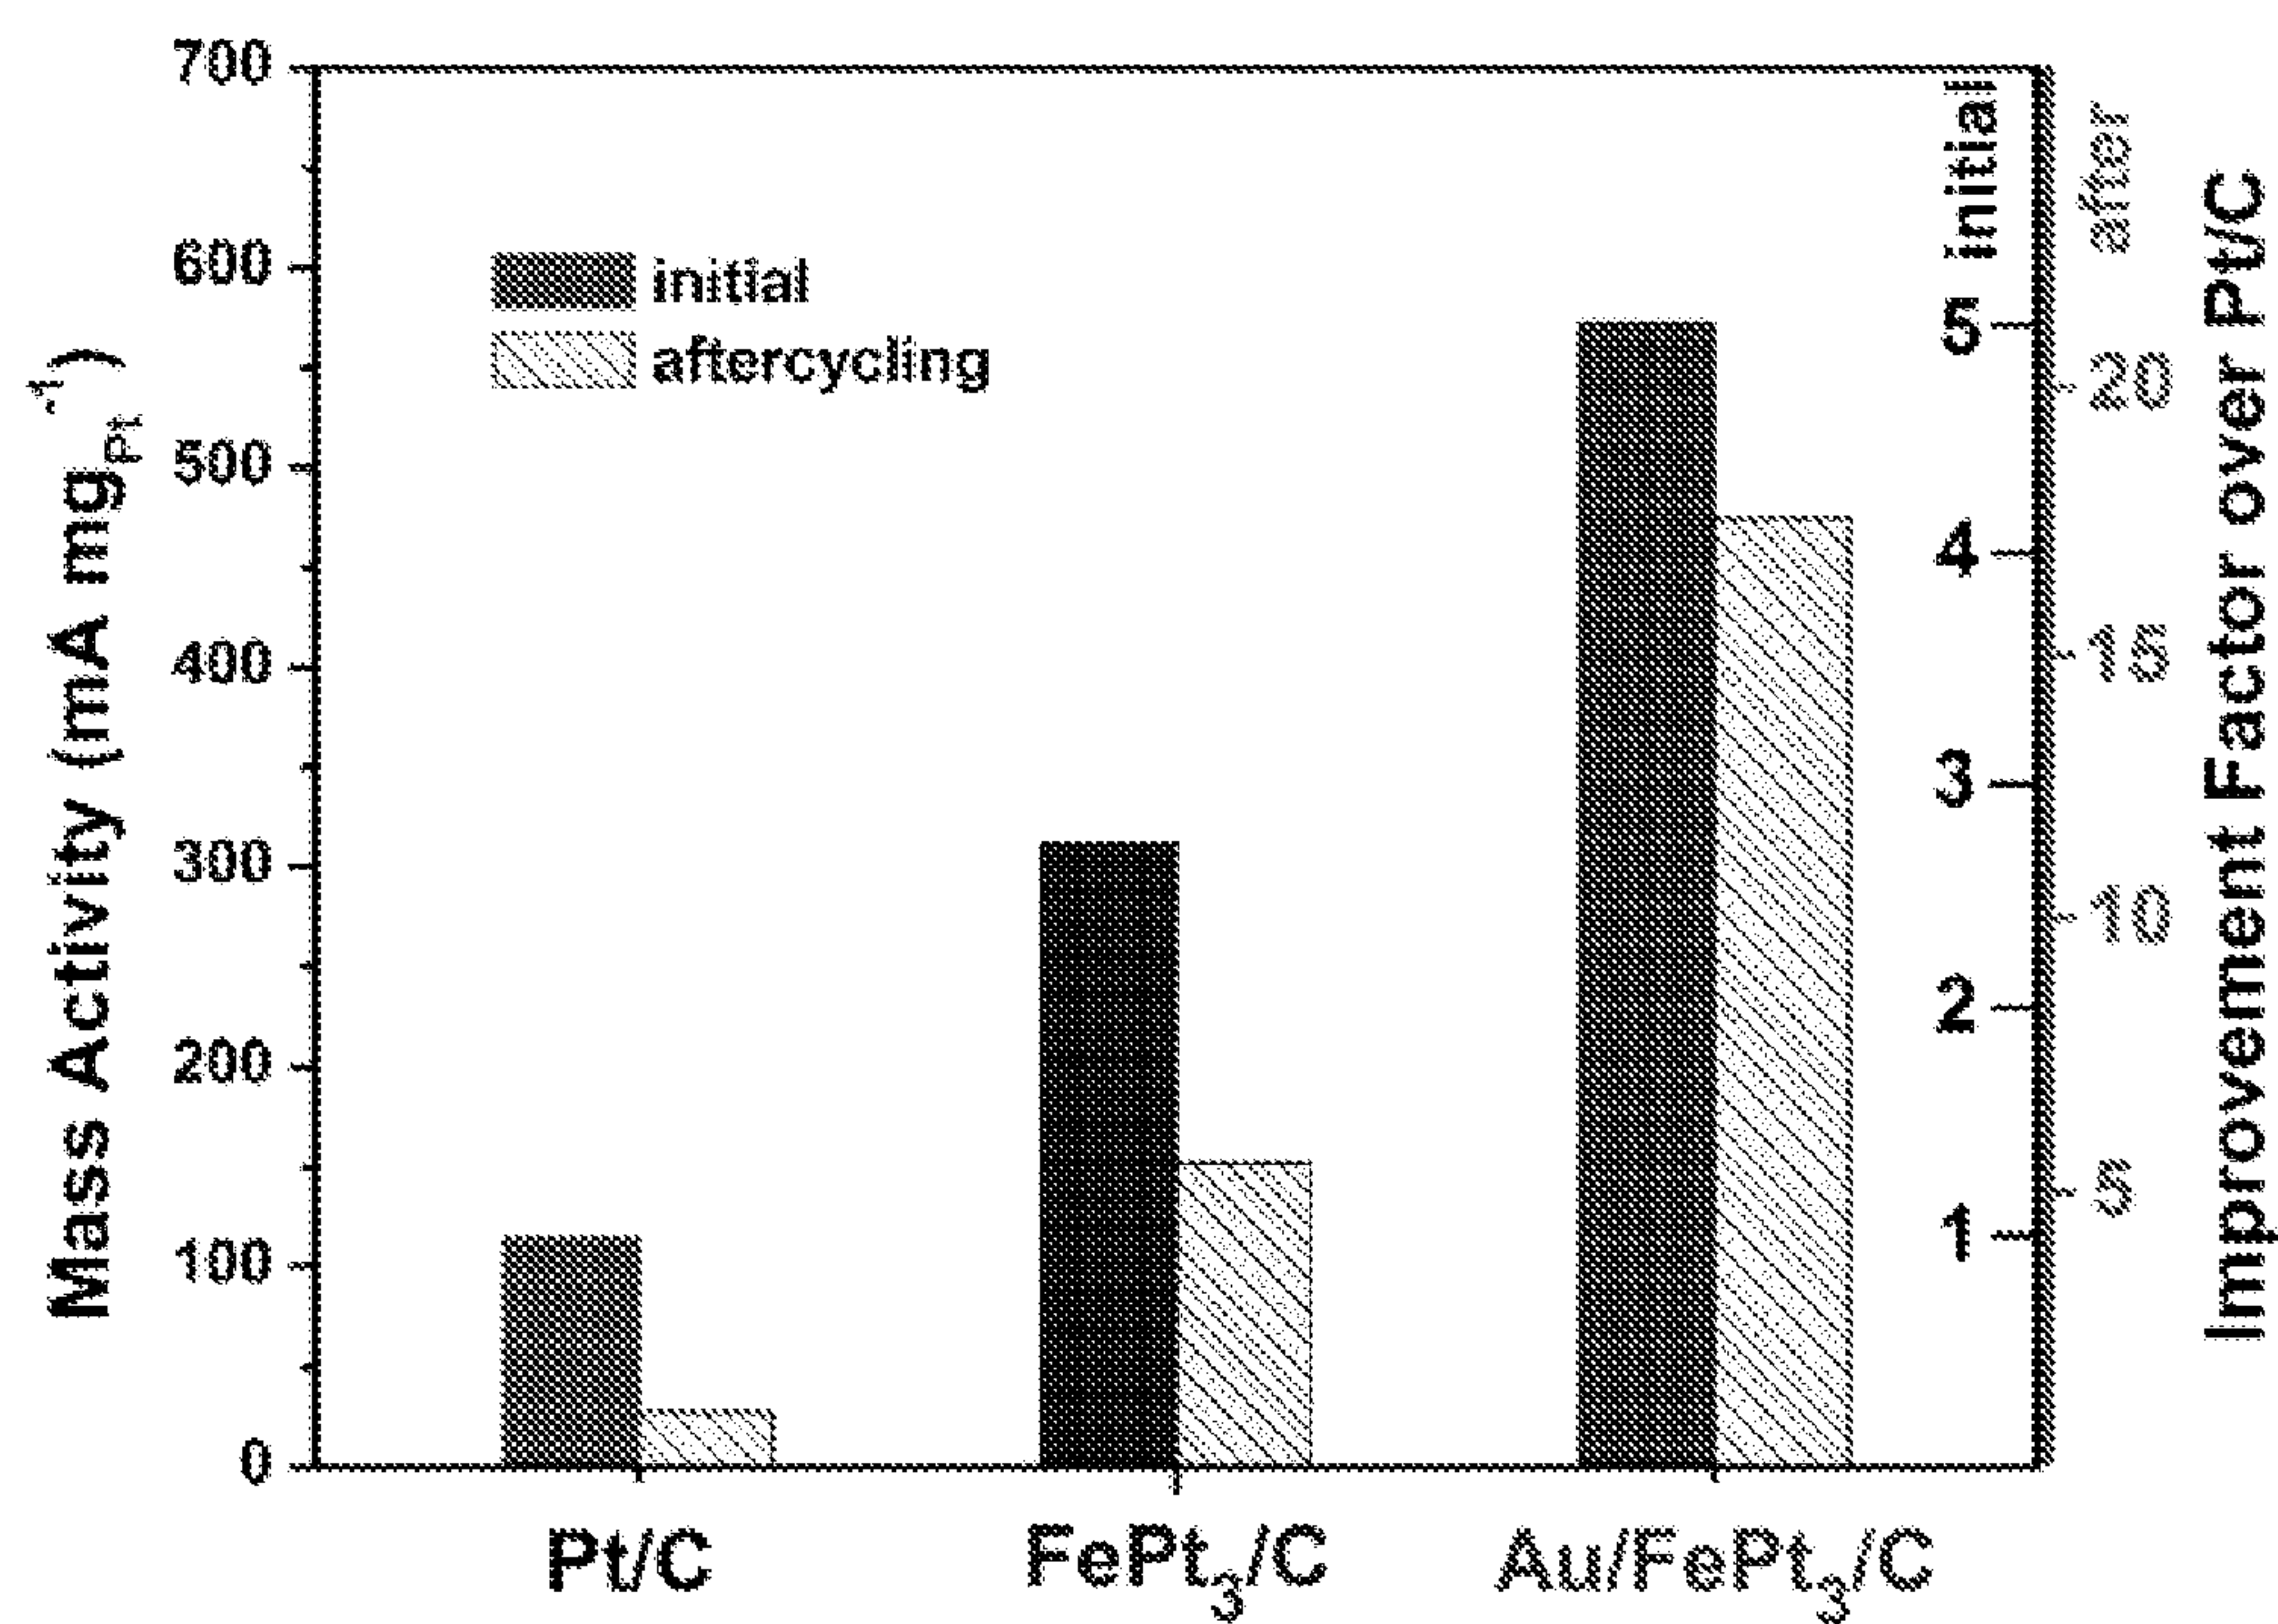 Mass Activity (mA mg_Pt^-1)
700
600
500
400
300
200
100
0
initial
aftercycling
initial
5
4
3
2
1
after
20
15
10
5
Improvement Factor over Pt/C
Pt/C
FePt₃/C
Au/FePt₃/C